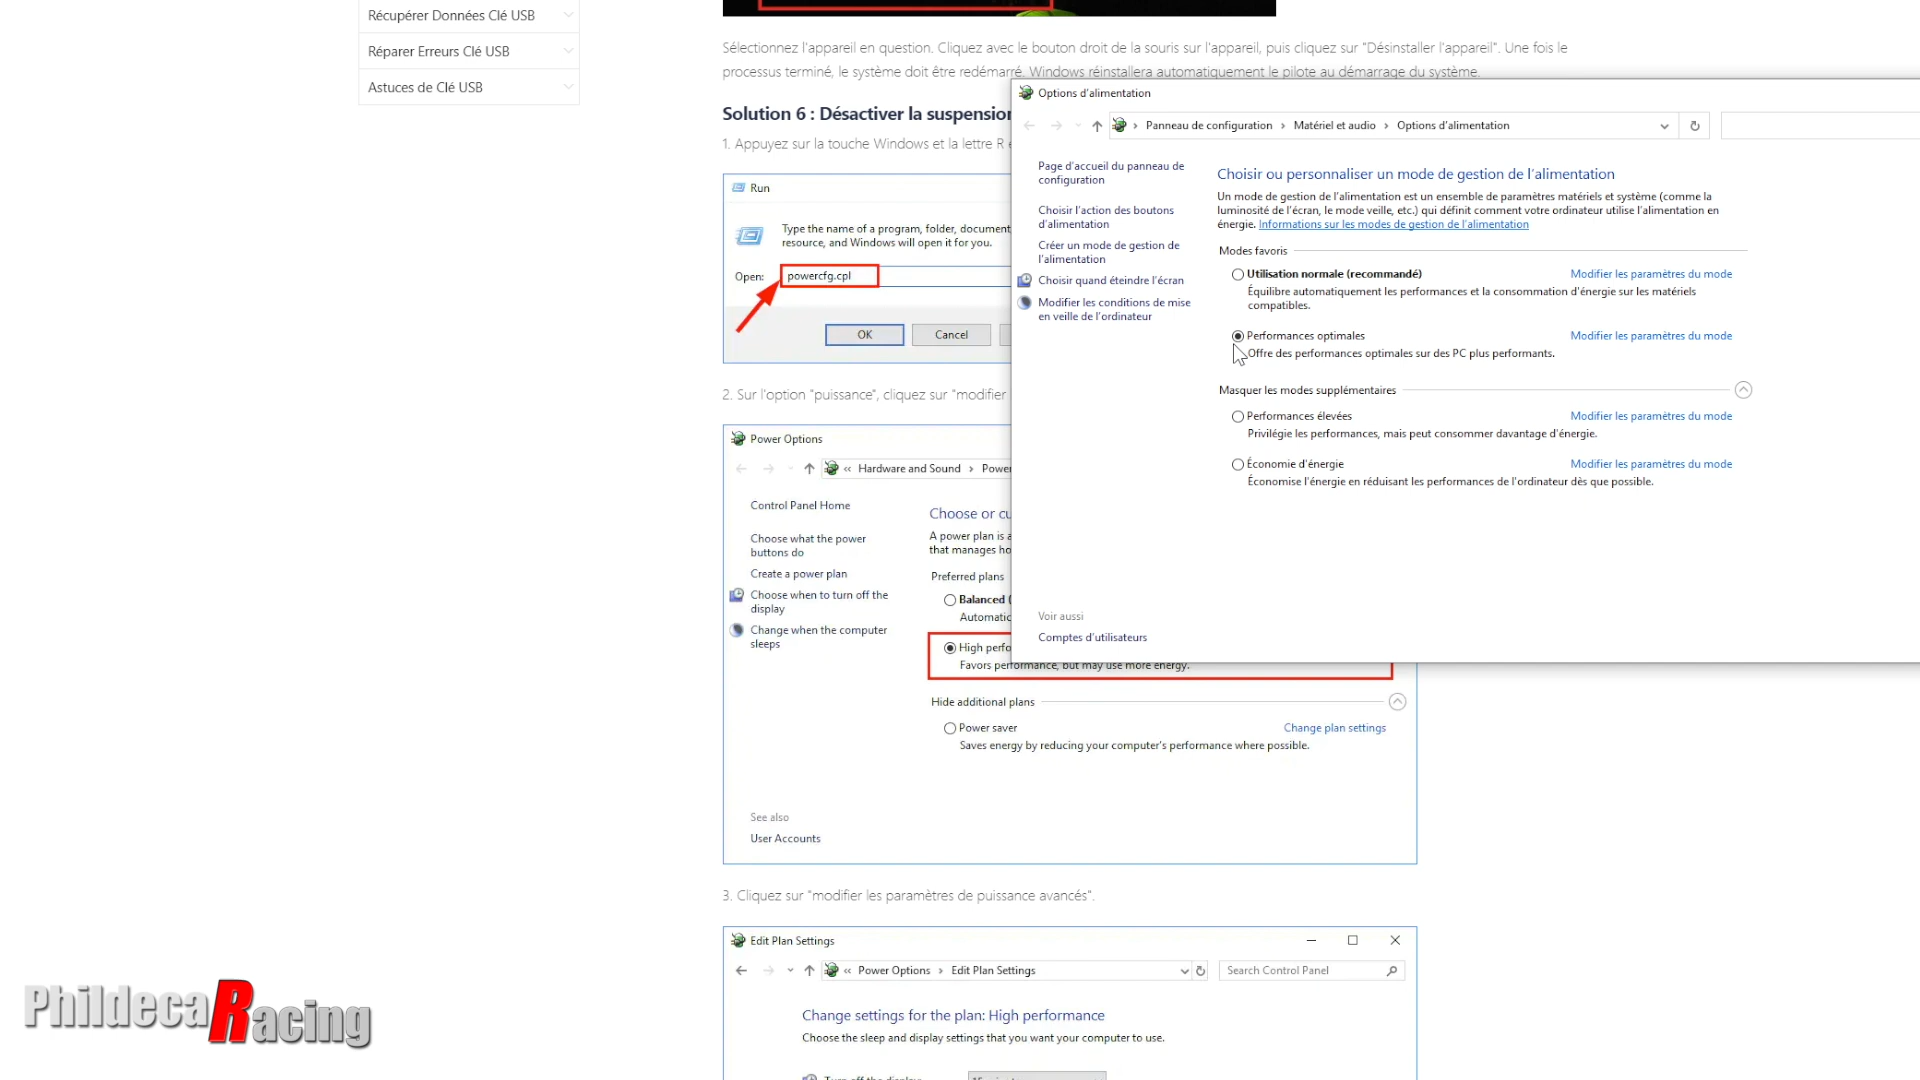 Récupérer Données Clé USB
Réparer Erreurs Clé USB
Astuces de Clé USB
Sélectionnez l'appareil en question. Cliquez avec le bouton droit de la souris sur l'appareil, puis cliquez sur "Désinstaller l'appareil". Une fois le
processus terminé, le système doit être redémarré. Windows réinstallera automatiquement le pilote au démarrage du système.
Solution 6 : Désactiver la suspension
1. Appuyez sur la touche Windows et la lettre R
Run
Type the name of a program, folder, document
resource, and Windows will open it for you.
Open: powercfg.cpl
OK Cancel
2. Sur l'option "puissance", cliquez sur "modifier
Power Options
« Hardware and Sound › Power
Control Panel Home
Choose what the power
buttons do
Create a power plan
Choose when to turn off the
display
Change when the computer
sleeps
Choose or cu
A power plan is a
that manages ho
Preferred plans
Balanced (
Automatic
High perfo
Favors performance, but may use more energy.
Hide additional plans
Power saver Change plan settings
Saves energy by reducing your computer's performance where possible.
See also
User Accounts
Options d'alimentation
Panneau de configuration › Matériel et audio › Options d'alimentation
Page d'accueil du panneau de
configuration
Choisir l'action des boutons
d'alimentation
Créer un mode de gestion de
l'alimentation
Choisir quand éteindre l'écran
Modifier les conditions de mise
en veille de l'ordinateur
Choisir ou personnaliser un mode de gestion de l'alimentation
Un mode de gestion de l'alimentation est un ensemble de paramètres matériels et système (comme la
luminosité de l'écran, le mode veille, etc.) qui définit comment votre ordinateur utilise l'alimentation en
énergie. Informations sur les modes de gestion de l'alimentation
Modes favoris
Utilisation normale (recommandé) Modifier les paramètres du mode
Équilibre automatiquement les performances et la consommation d'énergie sur les matériels
compatibles.
Performances optimales Modifier les paramètres du mode
Offre des performances optimales sur des PC plus performants.
Masquer les modes supplémentaires
Performances élevées Modifier les paramètres du mode
Privilégie les performances, mais peut consommer davantage d'énergie.
Économie d'énergie Modifier les paramètres du mode
Économise l'énergie en réduisant les performances de l'ordinateur dès que possible.
Voir aussi
Comptes d'utilisateurs
3. Cliquez sur "modifier les paramètres de puissance avancés".
Edit Plan Settings
« Power Options › Edit Plan Settings Search Control Panel
Change settings for the plan: High performance
Choose the sleep and display settings that you want your computer to use.
PhildecaRacing